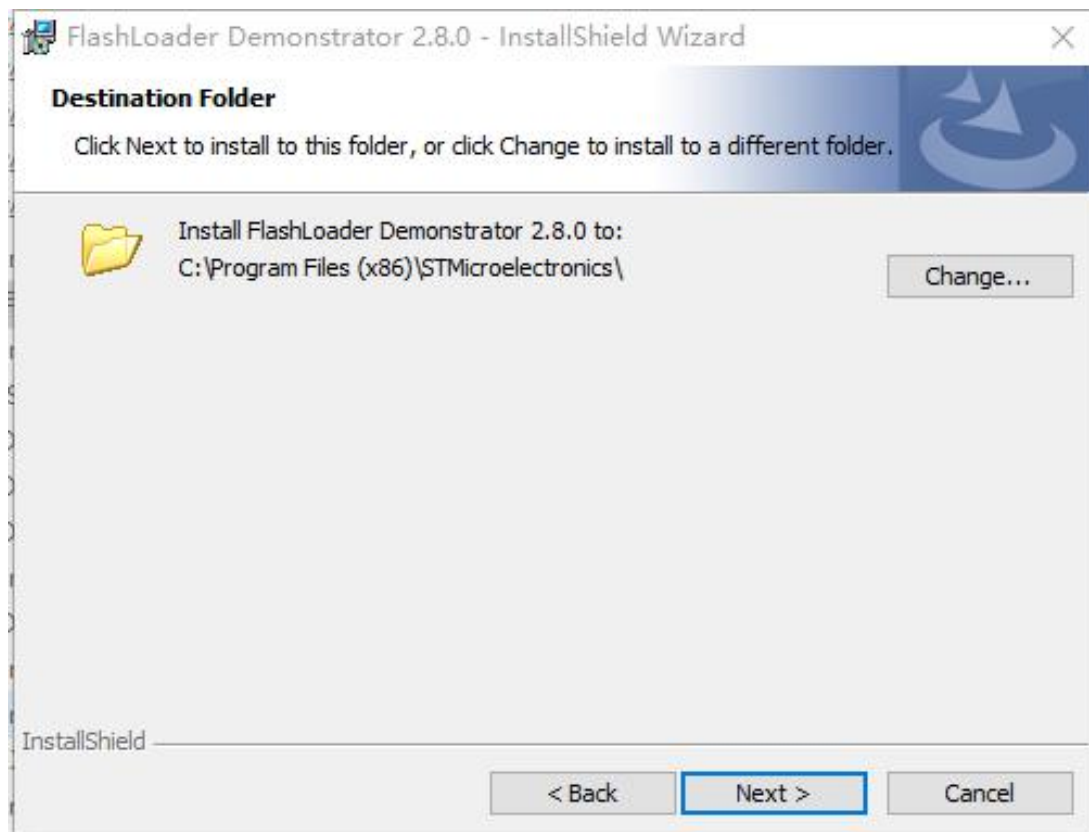 FlashLoader Demonstrator 2.8.0 - InstallShield Wizard
Destination Folder
Click Next to install to this folder, or click Change to install to a different folder.
Install FlashLoader Demonstrator 2.8.0 to:
C:\Program Files (x86)\STMicroelectronics\
Change...
InstallShield
< Back
Next >
Cancel